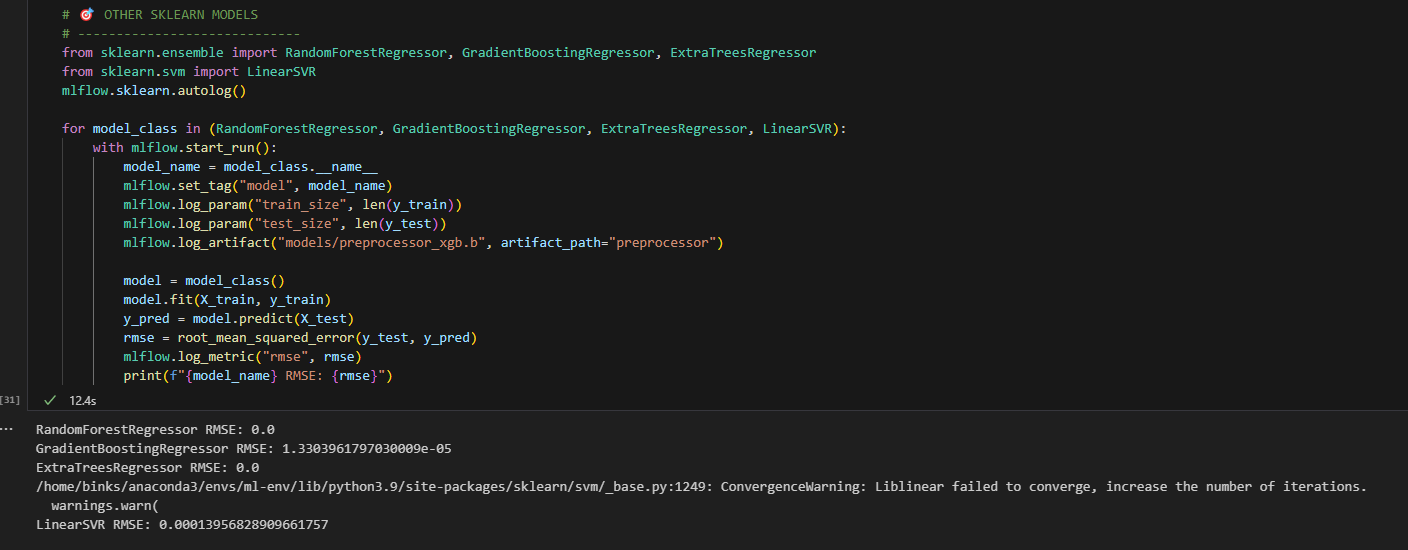 # 🎯 OTHER SKLEARN MODELS
# -----------------------------
from sklearn.ensemble import RandomForestRegressor, GradientBoostingRegressor, ExtraTreesRegressor
from sklearn.svm import LinearSVR
mlflow.sklearn.autolog()
for model_class in (RandomForestRegressor, GradientBoostingRegressor, ExtraTreesRegressor, LinearSVR):
with mlflow.start_run():
model_name = model_class.__name__
mlflow.set_tag("model", model_name)
mlflow.log_param("train_size", len(y_train))
mlflow.log_param("test_size", len(y_test))
mlflow.log_artifact("models/preprocessor_xgb.b", artifact_path="preprocessor")
model = model_class()
model.fit(X_train, y_train)
y_pred = model.predict(X_test)
rmse = root_mean_squared_error(y_test, y_pred)
mlflow.log_metric("rmse", rmse)
print(f"{model_name} RMSE: {rmse}")
[31] ✓ 12.4s
... RandomForestRegressor RMSE: 0.0
GradientBoostingRegressor RMSE: 1.3303961797030009e-05
ExtraTreesRegressor RMSE: 0.0
/home/binks/anaconda3/envs/ml-env/lib/python3.9/site-packages/sklearn/svm/_base.py:1249: ConvergenceWarning: Liblinear failed to converge, increase the number of iterations.
warnings.warn(
LinearSVR RMSE: 0.00013956828909661757